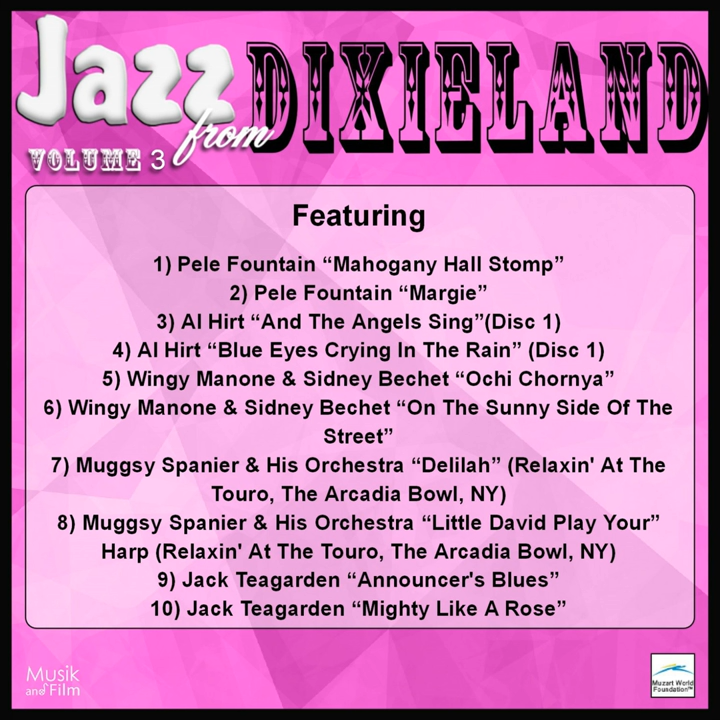 Jazz from DIXIELAND
VOLUME 3
Featuring
1) Pele Fountain “Mahogany Hall Stomp”
2) Pele Fountain “Margie”
3) Al Hirt “And The Angels Sing”(Disc 1)
4) Al Hirt “Blue Eyes Crying In The Rain” (Disc 1)
5) Wingy Manone & Sidney Bechet “Ochi Chornya”
6) Wingy Manone & Sidney Bechet “On The Sunny Side Of The
Street”
7) Muggsy Spanier & His Orchestra “Delilah” (Relaxin' At The
Touro, The Arcadia Bowl, NY)
8) Muggsy Spanier & His Orchestra “Little David Play Your”
Harp (Relaxin' At The Touro, The Arcadia Bowl, NY)
9) Jack Teagarden “Announcer's Blues”
10) Jack Teagarden “Mighty Like A Rose”
Musik
and Film
Muzart World
Foundation™